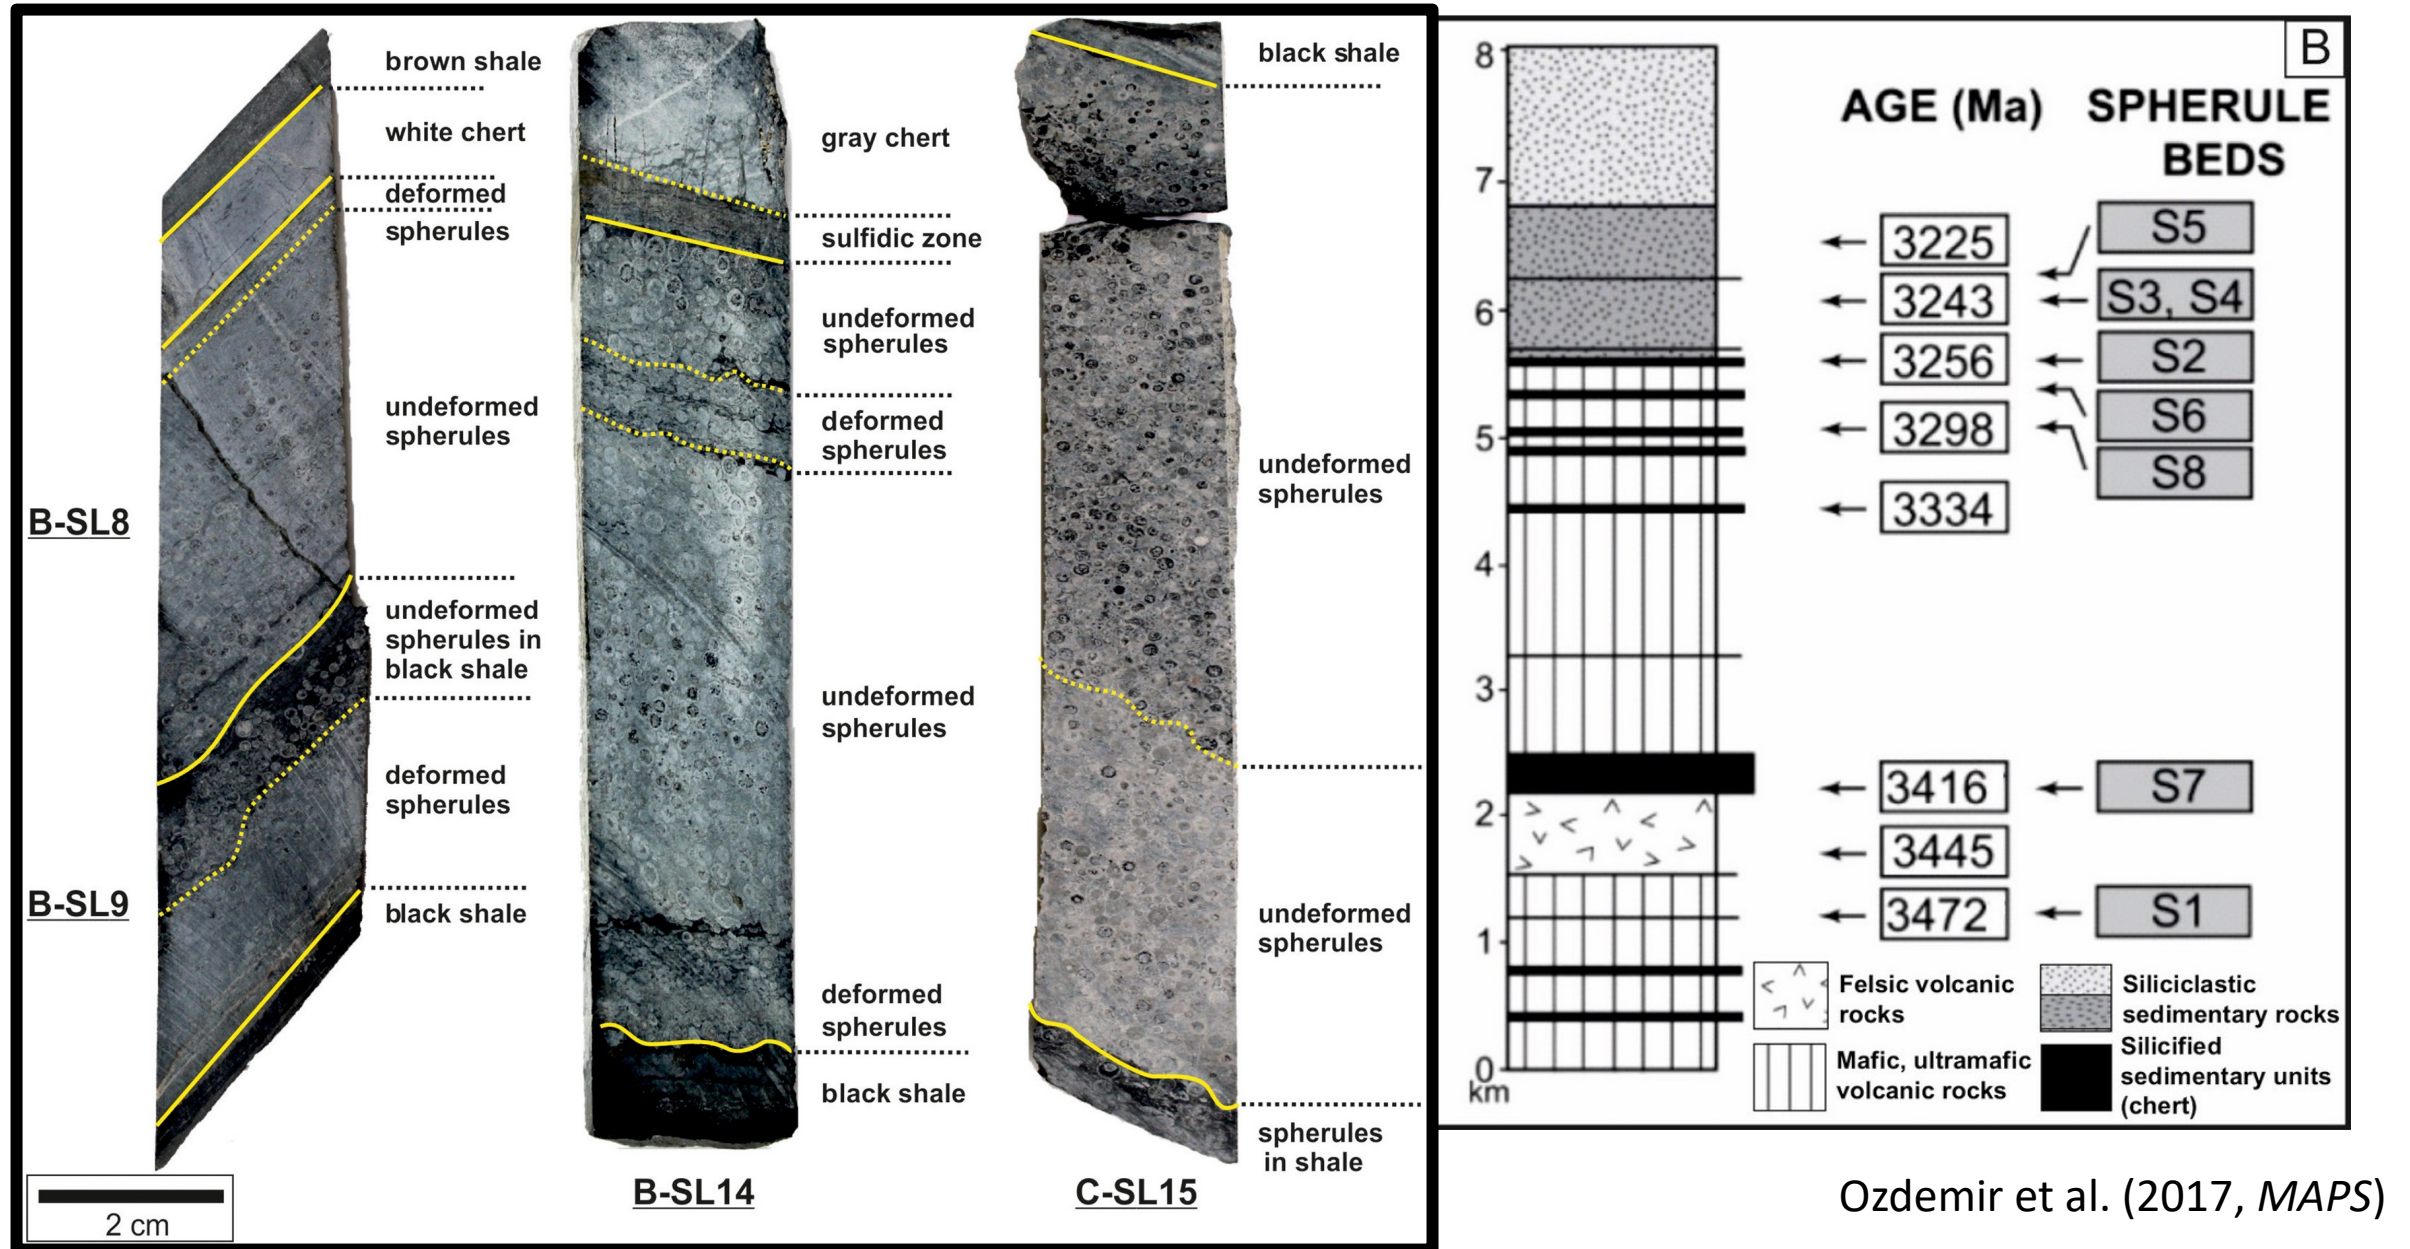 brown shale
white chert
deformed
spherules
undeformed
spherules
B-SL8
undeformed
spherules in
black shale
deformed
spherules
B-SL9
black shale
2 cm
gray chert
sulfidic zone
undeformed
spherules
deformed
spherules
undeformed
spherules
deformed
spherules
black shale
B-SL14
black shale
undeformed
spherules
undeformed
spherules
spherules
in shale
C-SL15
B
AGE (Ma)
SPHERULE
BEDS
8
7
6
5
4
3
2
1
0
km
3225
3243
3256
3298
3334
3416
3445
3472
S5
S3, S4
S2
S6
S8
S7
S1
Felsic volcanic
rocks
Mafic, ultramafic
volcanic rocks
Siliciclastic
sedimentary rocks
Silicified
sedimentary units
(chert)
Ozdemir et al. (2017, MAPS)